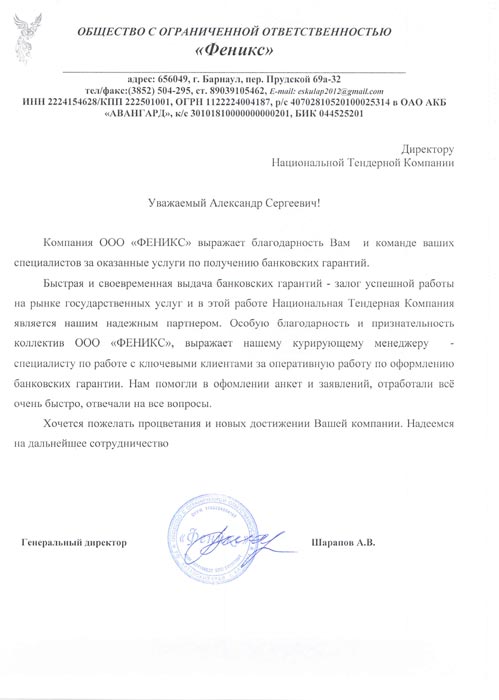 ОБЩЕСТВО С ОГРАНИЧЕННОЙ ОТВЕТСТВЕННОСТЬЮ
«Феникс»
адрес: 656049, г. Барнаул, пер. Прудской 69а-32
тел/факс:(3852) 504-295, ст. 89039105462, E-mail: eskulap2012@gmail.com
ИНН 2224154628/КПП 222501001, ОГРН 1122224004187, р/с 40702810520100025314 в ОАО АКБ
«АВАНГАРД», к/с 30101810000000000201, БИК 044525201
Директору
Национальной Тендерной Компании
Уважаемый Александр Сергеевич!
Компания ООО «ФЕНИКС» выражает благодарность Вам и команде ваших
специалистов за оказанные услуги по получению банковских гарантий.
Быстрая и своевременная выдача банковских гарантий - залог успешной работы
на рынке государственных услуг и в этой работе Национальная Тендерная Компания
является нашим надежным партнером. Особую благодарность и признательность
коллектив ООО «ФЕНИКС», выражает нашему курирующему менеджеру -
специалисту по работе с ключевыми клиентами за оперативную работу по оформлению
банковских гарантии. Нам помогли в офомлении анкет и заявлений, отработали всё
очень быстро, отвечали на все вопросы.
Хочется пожелать процветания и новых достижении Вашей компании. Надеемся
на дальнейшее сотрудничество
Генеральный директор
Шарапов А.В.